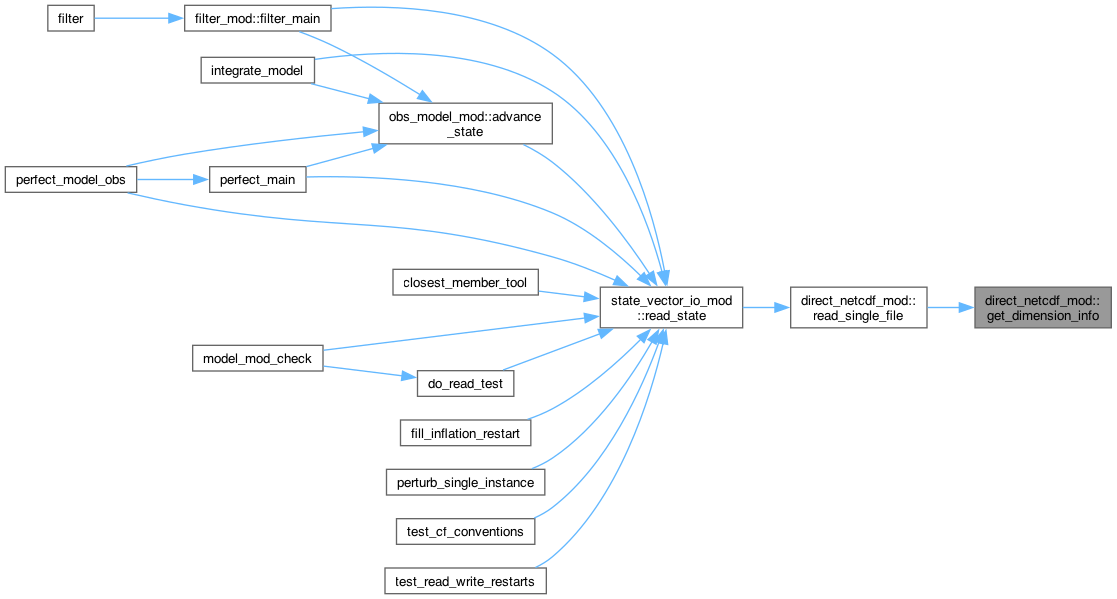 filter
filter_mod::filter_main
integrate_model
obs_model_mod::advance
_state
perfect_model_obs
perfect_main
closest_member_tool
state_vector_io_mod
::read_state
direct_netcdf_mod::
read_single_file
direct_netcdf_mod::
get_dimension_info
model_mod_check
do_read_test
fill_inflation_restart
perturb_single_instance
test_cf_conventions
test_read_write_restarts